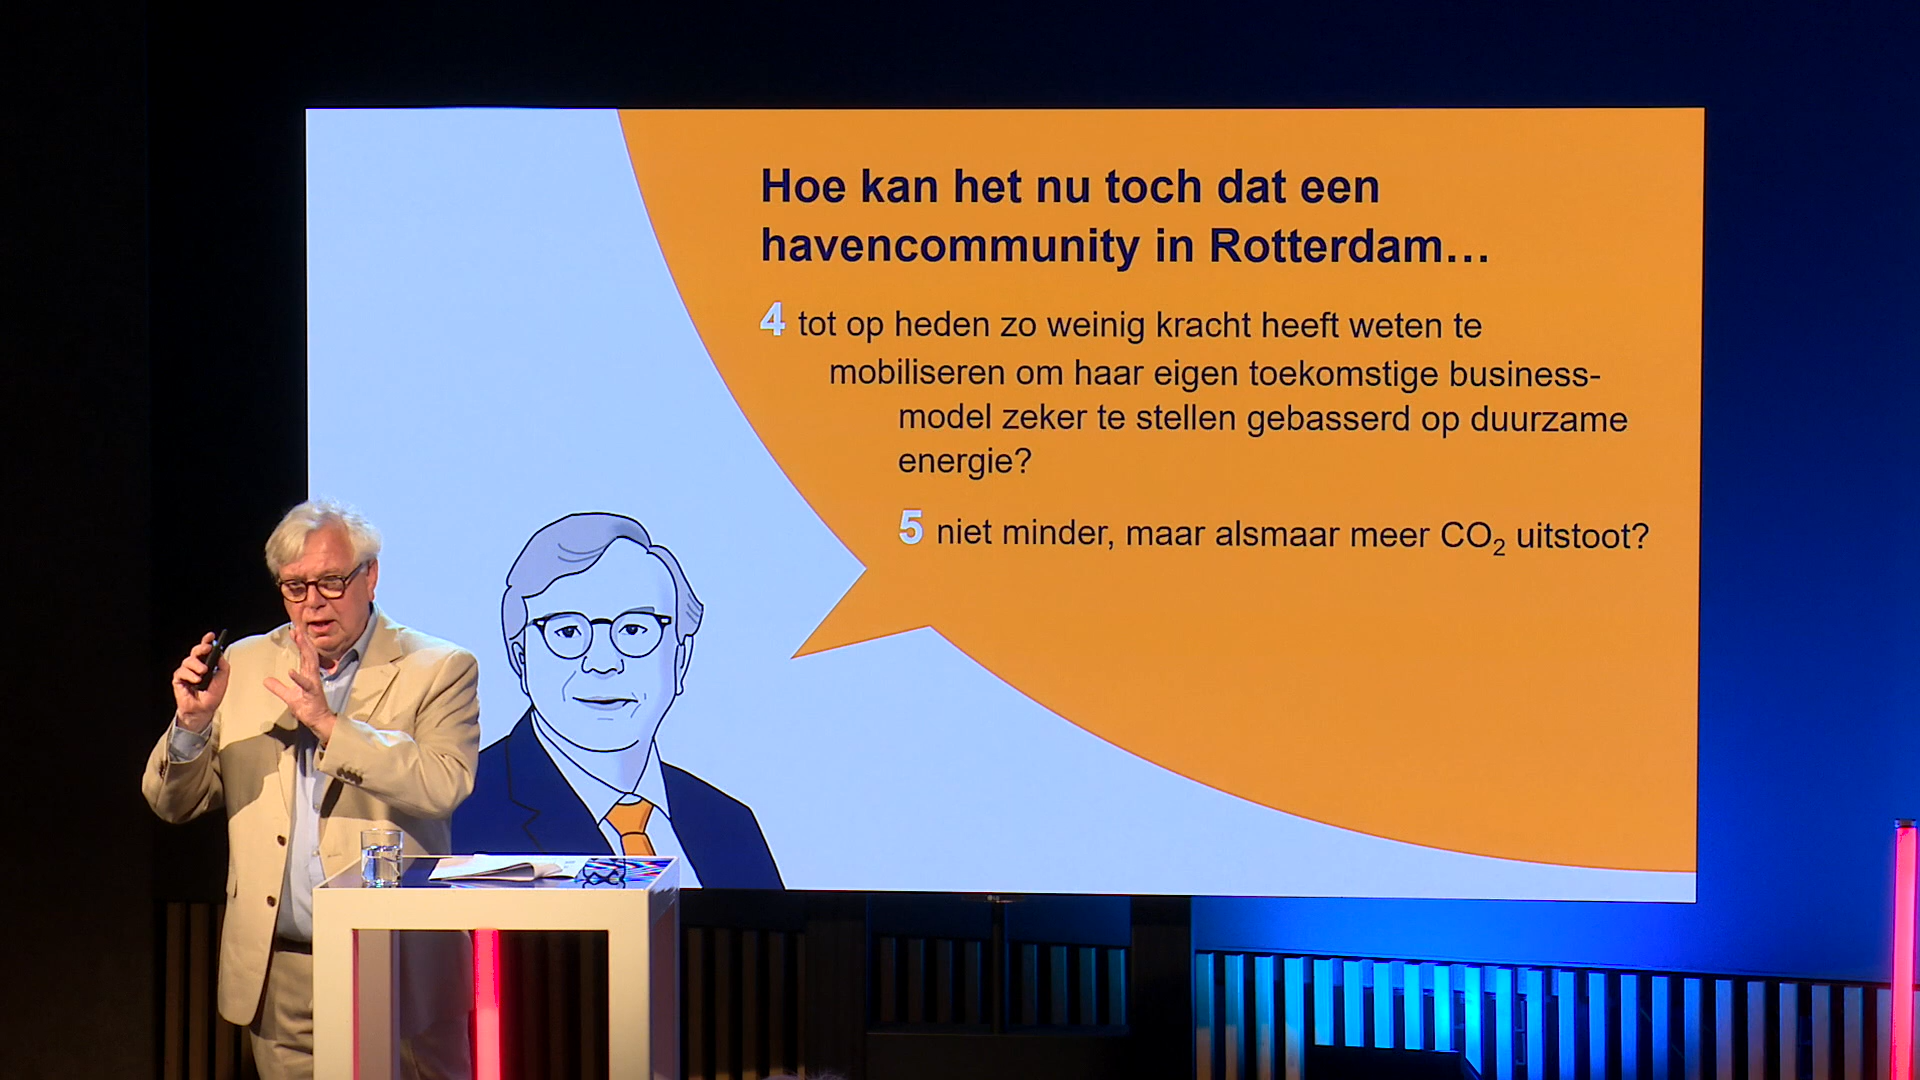 Hoe kan het nu toch dat een
havencommunity in Rotterdam...
4 tot op heden zo weinig kracht heeft weten te
mobiliseren om haar eigen toekomstige business-
model zeker te stellen gebasserd op duurzame
energie?
5 niet minder, maar alsmaar meer CO₂ uitstoot?